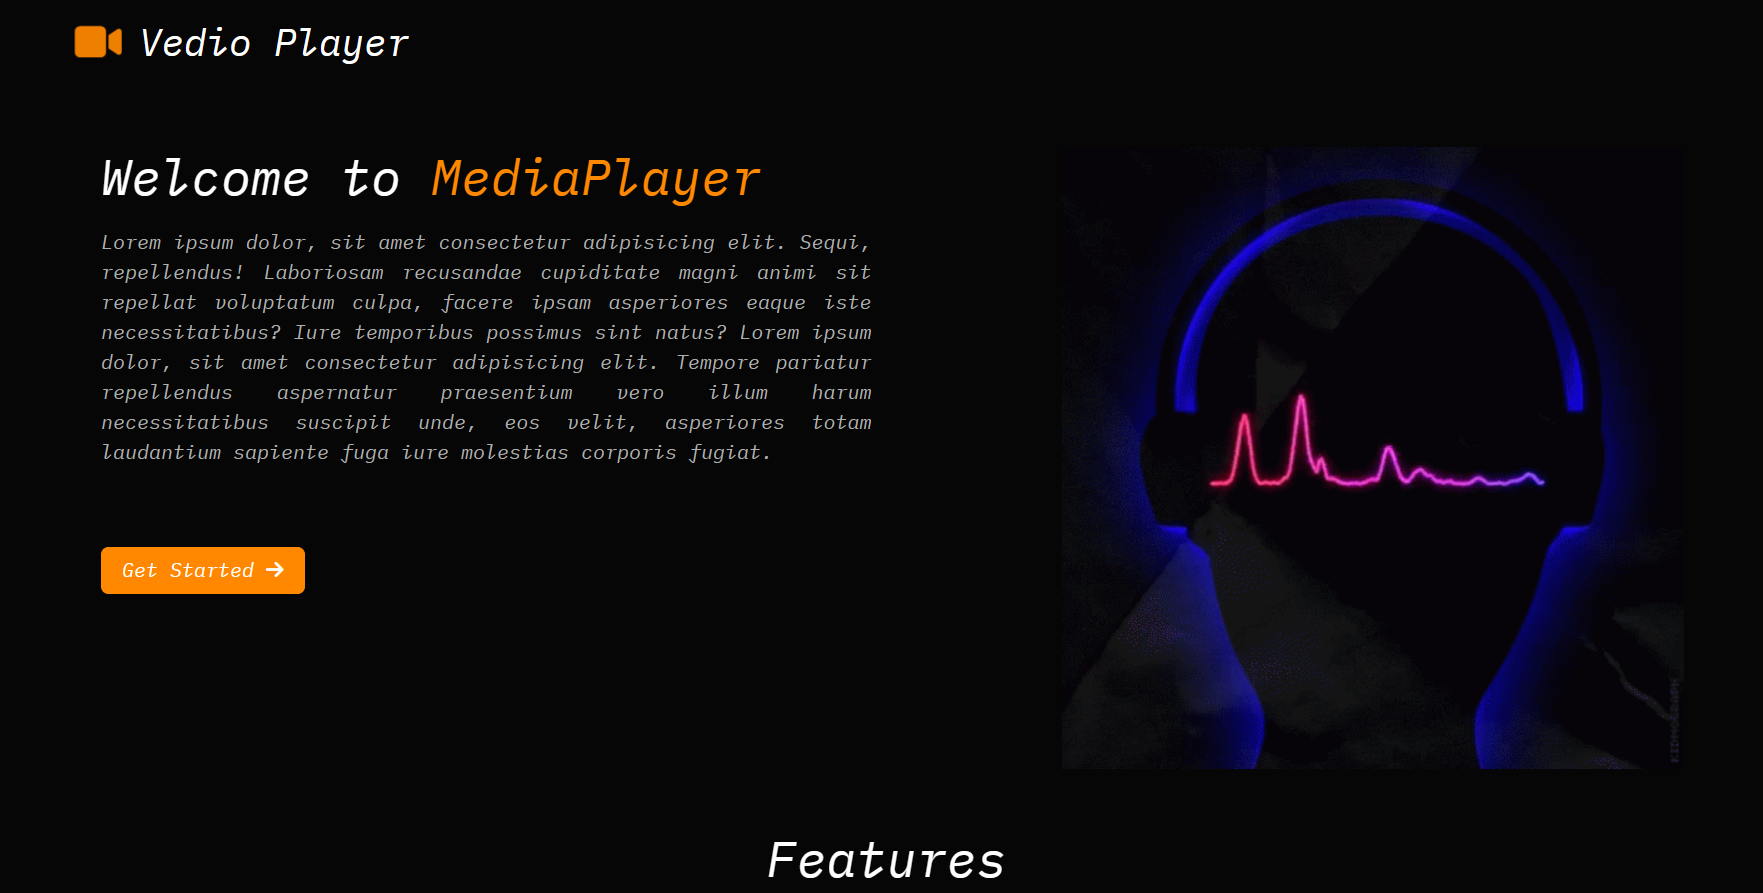 Vedio Player
Welcome to MediaPlayer
Lorem ipsum dolor, sit amet consectetur adipisicing elit. Sequi,
repellendus! Laboriosam recusandae cupiditate magni animi sit
repellat voluptatum culpa, facere ipsam asperiores eaque iste
necessitatibus? Iure temporibus possimus sint natus? Lorem ipsum
dolor, sit amet consectetur adipisicing elit. Tempore pariatur
repellendus aspernatur praesentium vero illum harum
necessitatibus suscipit unde, eos velit, asperiores totam
laudantium sapiente fuga iure molestias corporis fugiat.
Get Started
Features